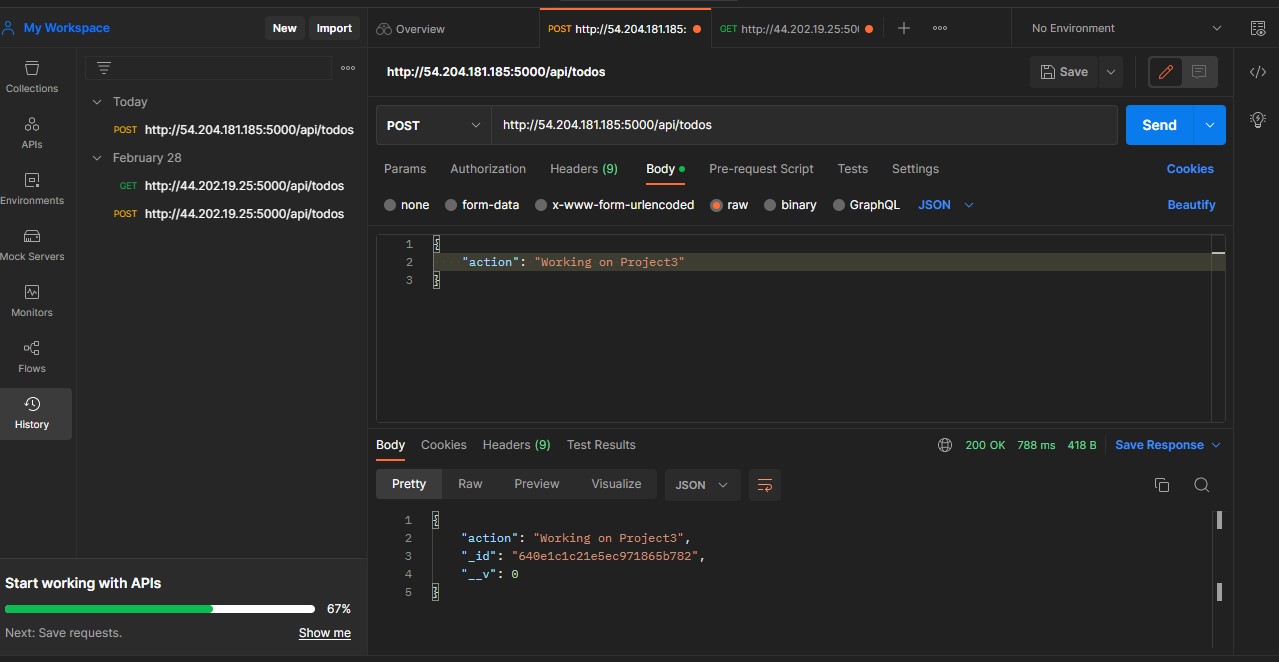 My Workspace
New
Import
Overview
POST http://54.204.181.185:
GET http://44.202.19.25:50
No Environment
Collections
APIs
Environments
Mock Servers
Monitors
Flows
History
Today
POST http://54.204.181.185:5000/api/todos
February 28
GET http://44.202.19.25:5000/api/todos
POST http://44.202.19.25:5000/api/todos
http://54.204.181.185:5000/api/todos
Save
POST http://54.204.181.185:5000/api/todos
Send
Params Authorization Headers (9) Body Pre-request Script Tests Settings Cookies
none form-data x-www-form-urlencoded raw binary GraphQL JSON Beautify
1 {
2 "action": "Working on Project3"
3 }
Body Cookies Headers (9) Test Results 200 OK 788 ms 418 B Save Response
Pretty Raw Preview Visualize JSON
1 {
2 "action": "Working on Project3",
3 "_id": "640e1c1c21e5ec971865b782",
4 "__v": 0
5 }
Start working with APIs
67%
Next: Save requests. Show me